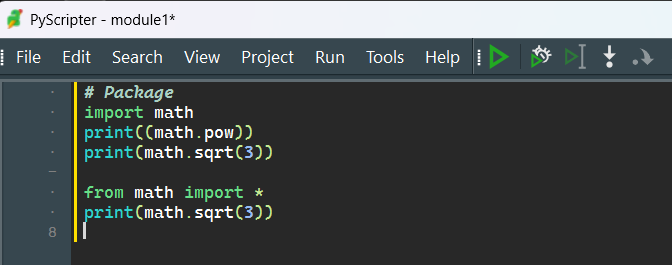 PyScripter - module1*
File Edit Search View Project Run Tools Help
# Package
import math
print((math.pow))
print(math.sqrt(3))
from math import *
print(math.sqrt(3))
8